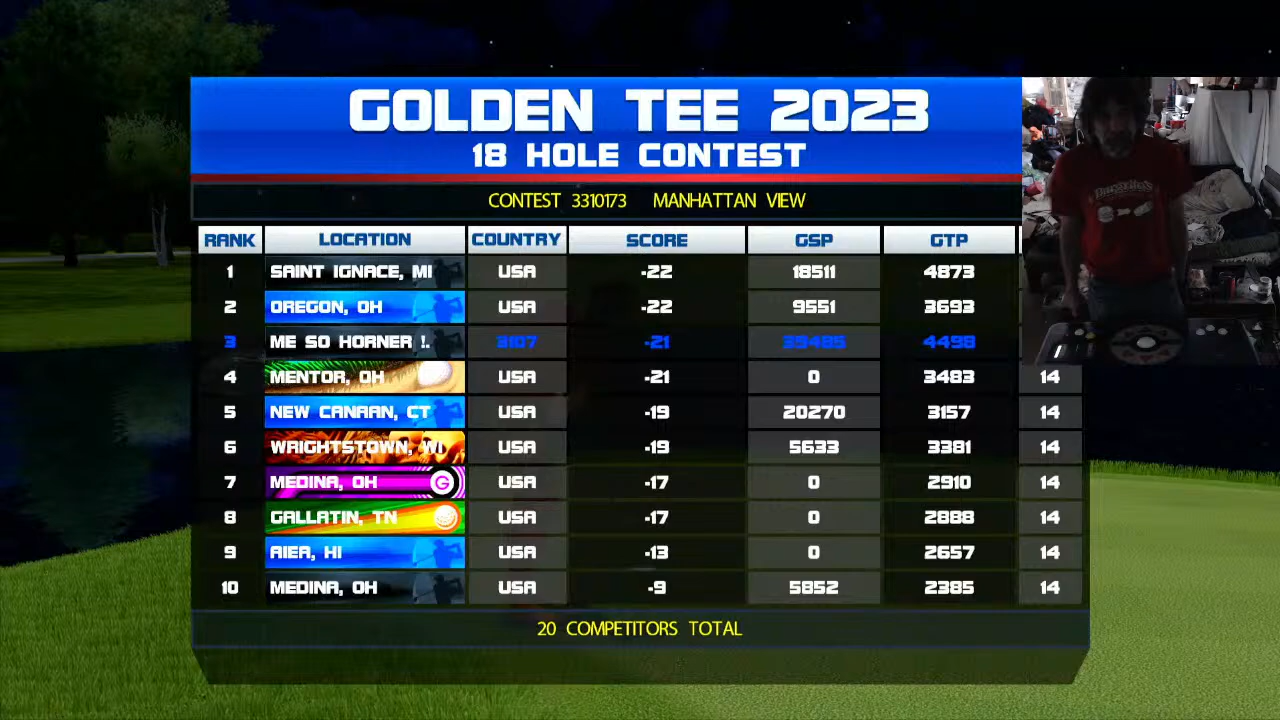 GOLDEN TEE 2023
18 HOLE CONTEST
CONTEST 3310173 MANHATTAN VIEW
RANK LOCATION COUNTRY SCORE GSP GTP
1 SAINT IGNACE, MI USA -22 18511 4873
2 OREGON, OH USA -22 9551 3693
3 ME SO HORNER !. 3107 -21 39485 4498
4 MENTOR, OH USA -21 0 3483 14
5 NEW CANAAN, CT USA -19 20270 3157 14
6 WRIGHTSTOWN, WI USA -19 5633 3381 14
7 MEDINA, OH USA -17 0 2910 14
8 GALLATIN, TN USA -17 0 2888 14
9 AIEA, HI USA -13 0 2657 14
10 MEDINA, OH USA -9 5852 2385 14
20 COMPETITORS TOTAL